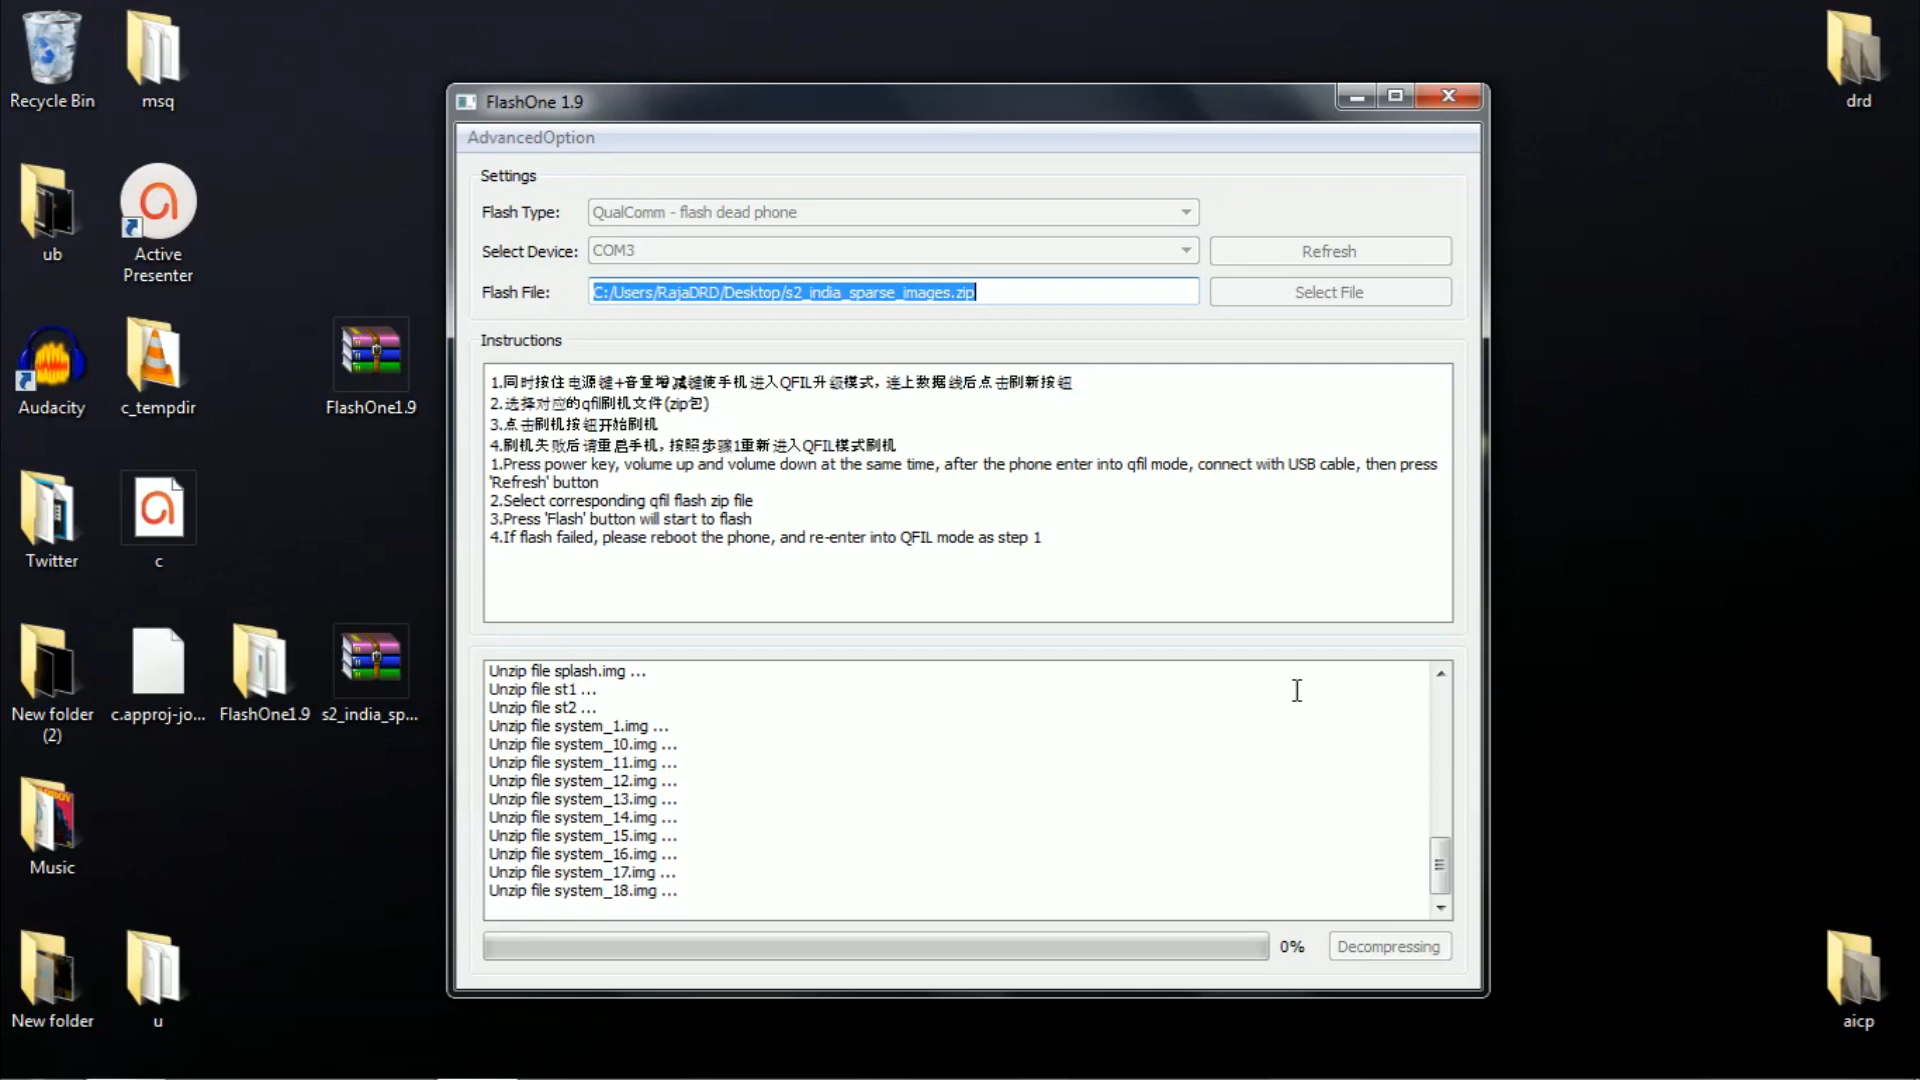 Recycle Bin
msq
drd
ub
Active
Presenter
Audacity
c_tempdir
FlashOne1.9
Twitter
c
New folder
(2)
c.approj-jo...
FlashOne1.9
s2_india_sp...
Music
New folder
u
aicp
FlashOne 1.9
AdvancedOption
Settings
Flash Type:
QualComm - flash dead phone
Select Device:
COM3
Refresh
Flash File:
C:/Users/RajaDRD/Desktop/s2_india_sparse_images.zip
Select File
Instructions
1.同时按住电源键+音量增减键使手机进入QFIL升级模式，连上数据线后点击刷新按钮
2.选择对应的qfil刷机文件(zip包)
3.点击刷机按钮开始刷机
4.刷机失败后请重启手机，按照步骤1重新进入QFIL模式刷机
1.Press power key, volume up and volume down at the same time, after the phone enter into qfil mode, connect with USB cable, then press
'Refresh' button
2.Select corresponding qfil flash zip file
3.Press 'Flash' button will start to flash
4.If flash failed, please reboot the phone, and re-enter into QFIL mode as step 1
Unzip file splash.img ...
Unzip file st1 ...
Unzip file st2 ...
Unzip file system_1.img ...
Unzip file system_10.img ...
Unzip file system_11.img ...
Unzip file system_12.img ...
Unzip file system_13.img ...
Unzip file system_14.img ...
Unzip file system_15.img ...
Unzip file system_16.img ...
Unzip file system_17.img ...
Unzip file system_18.img ...
0%
Decompressing